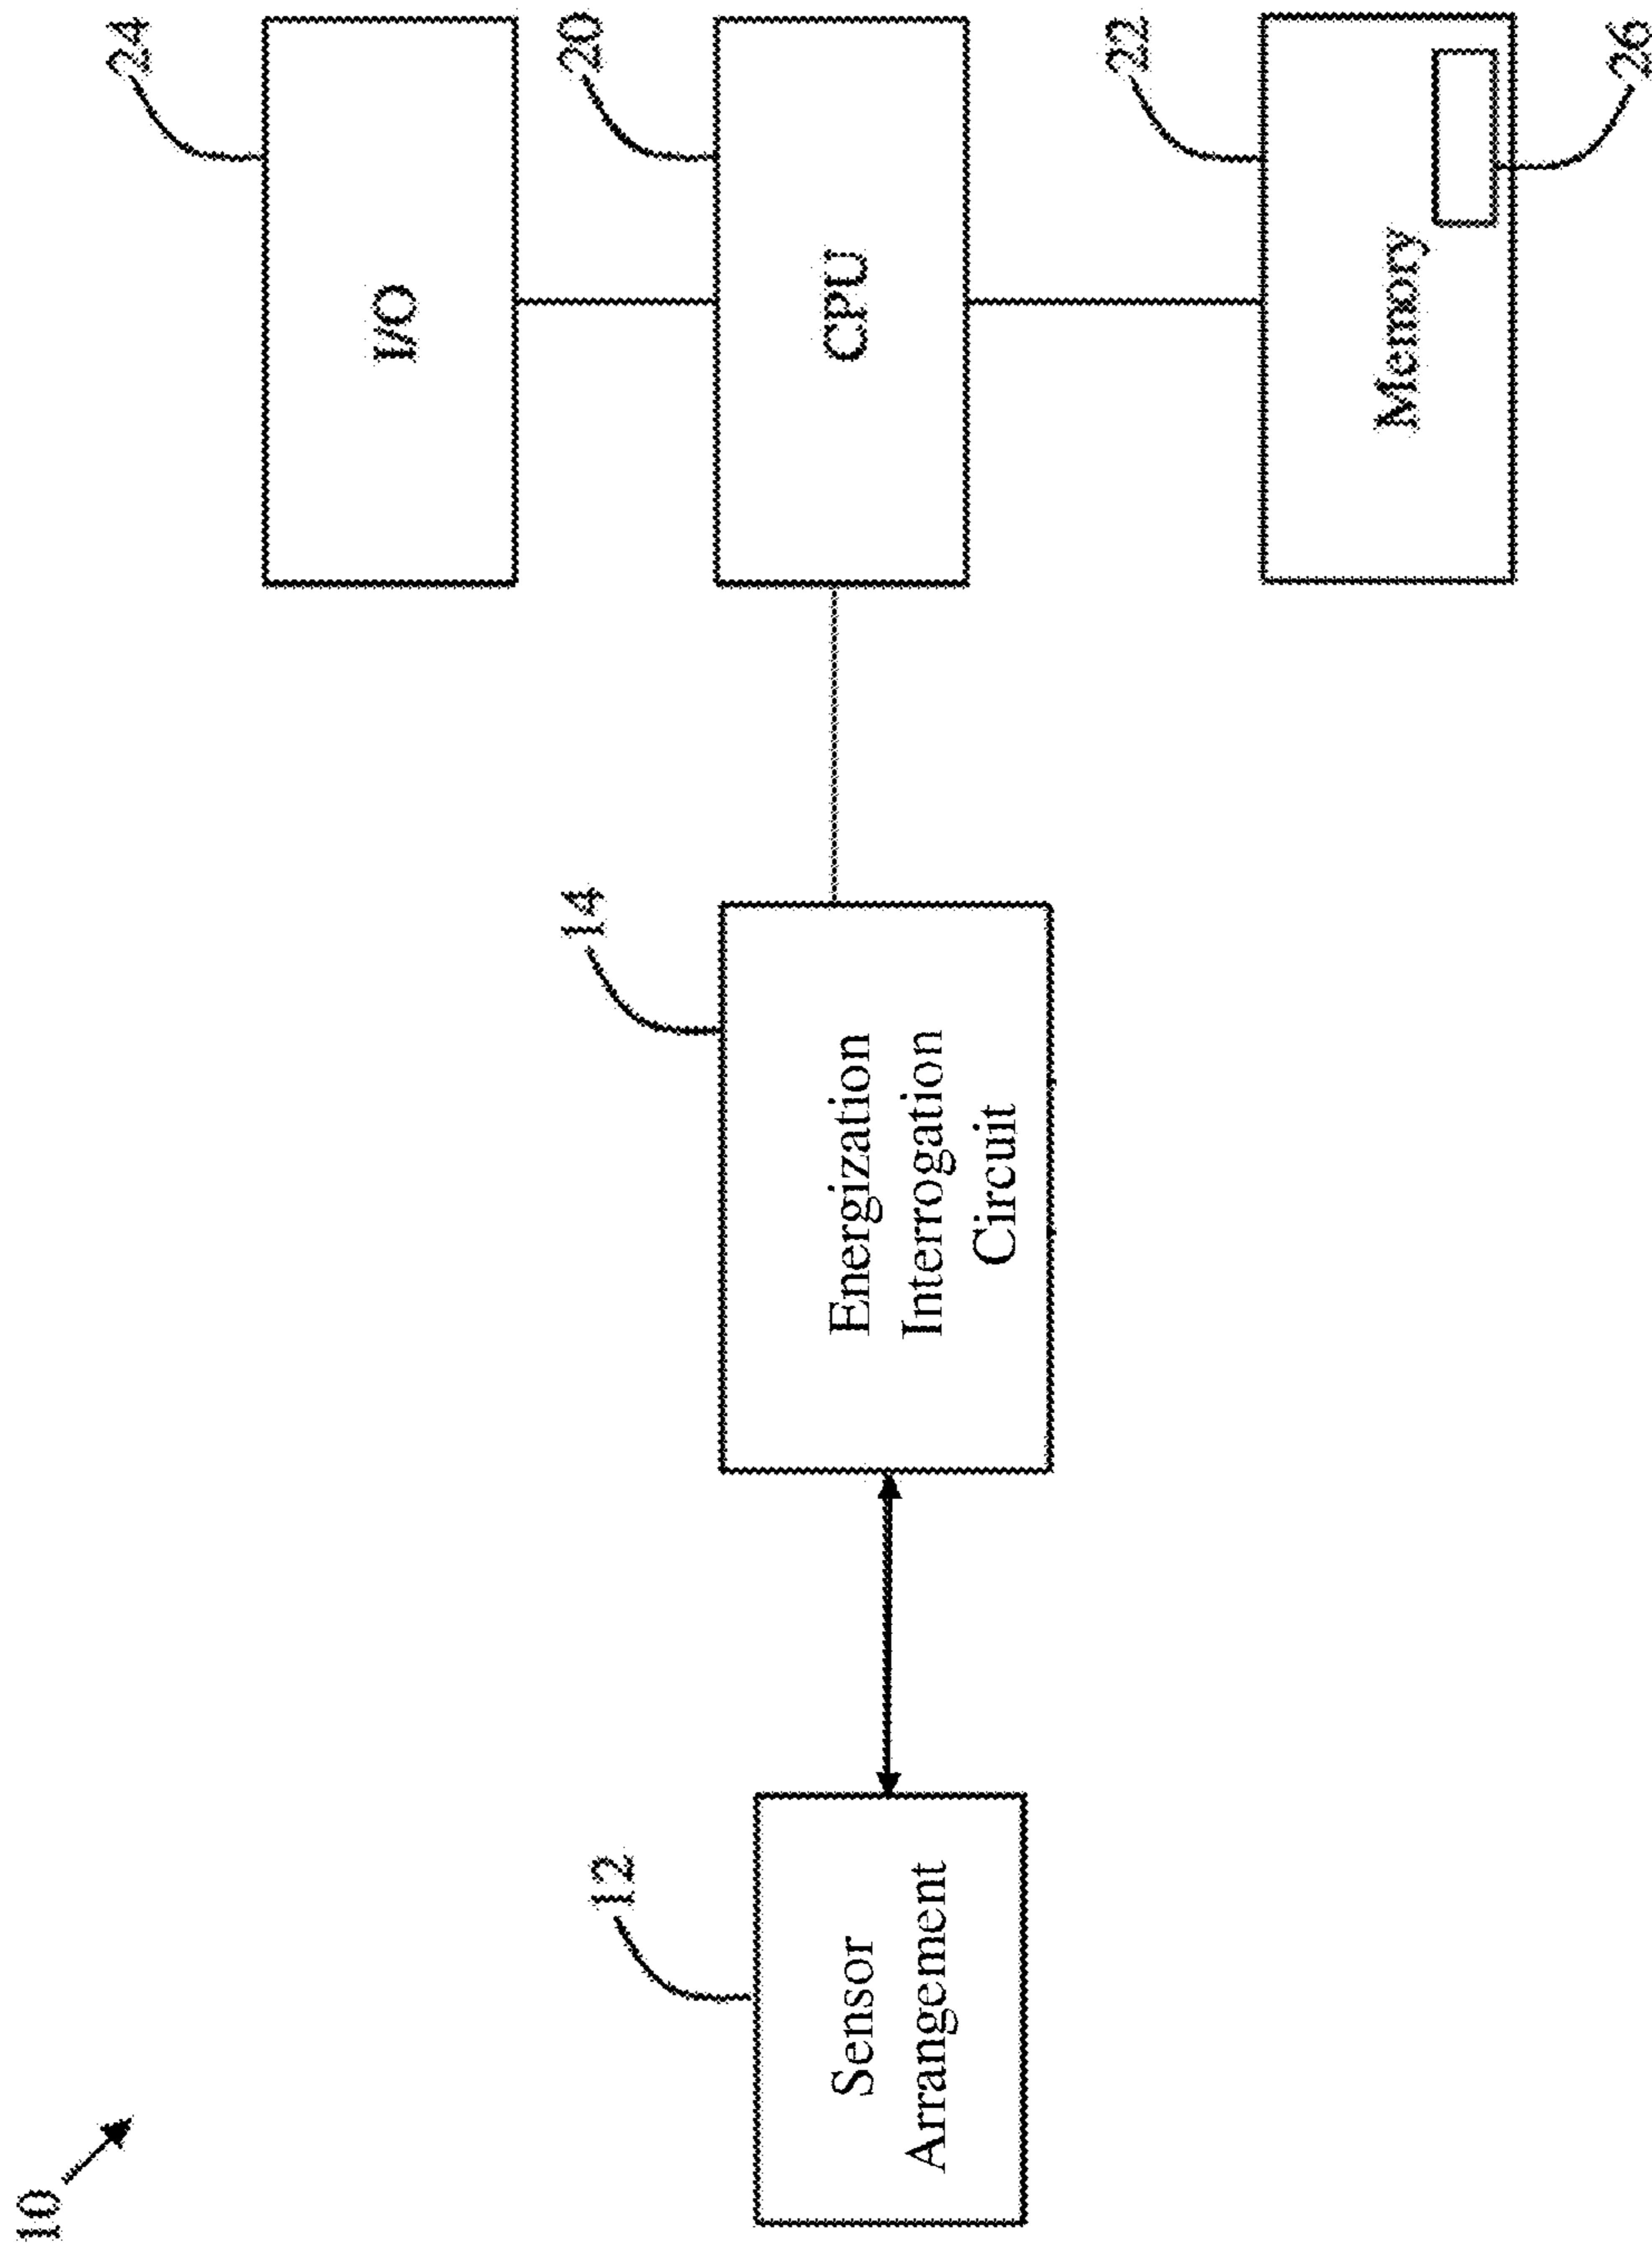 10
12
Sensor
Arrangement
14
Energization
Interrogation
Circuit
24
I/O
20
CPU
22
Memory
26